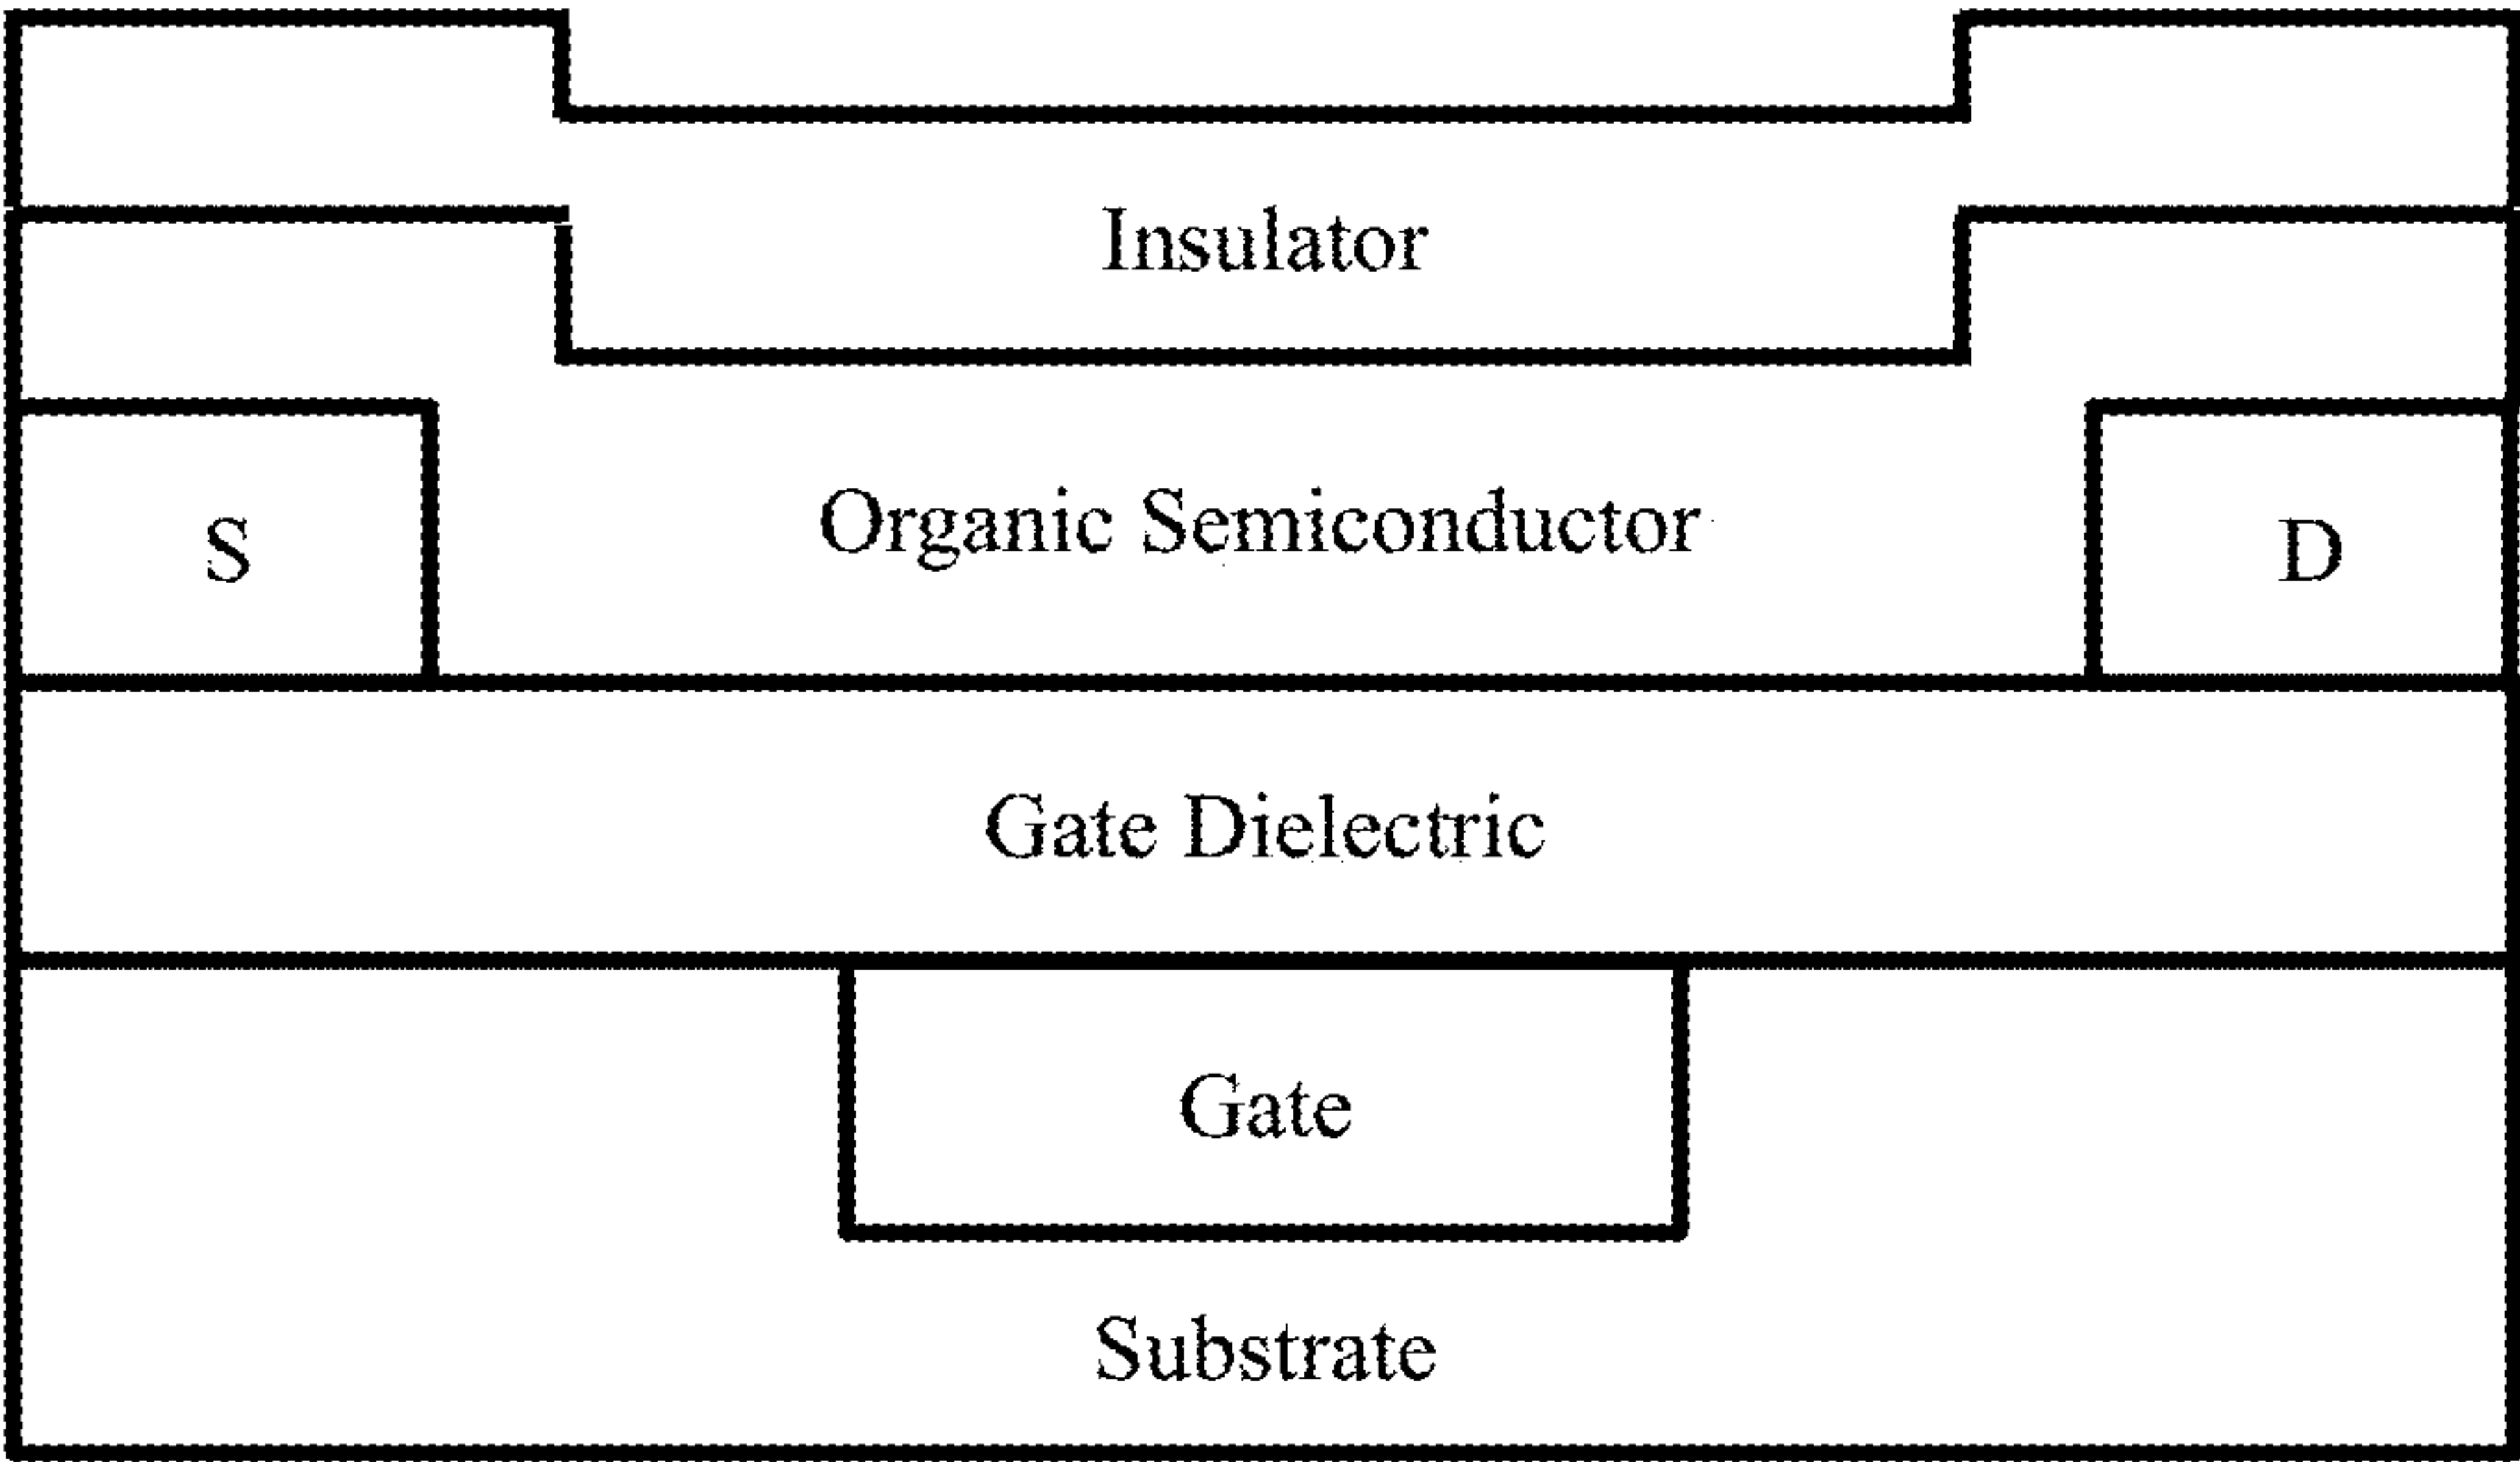 Insulator
Organic Semiconductor
S
D
Gate Dielectric
Gate
Substrate